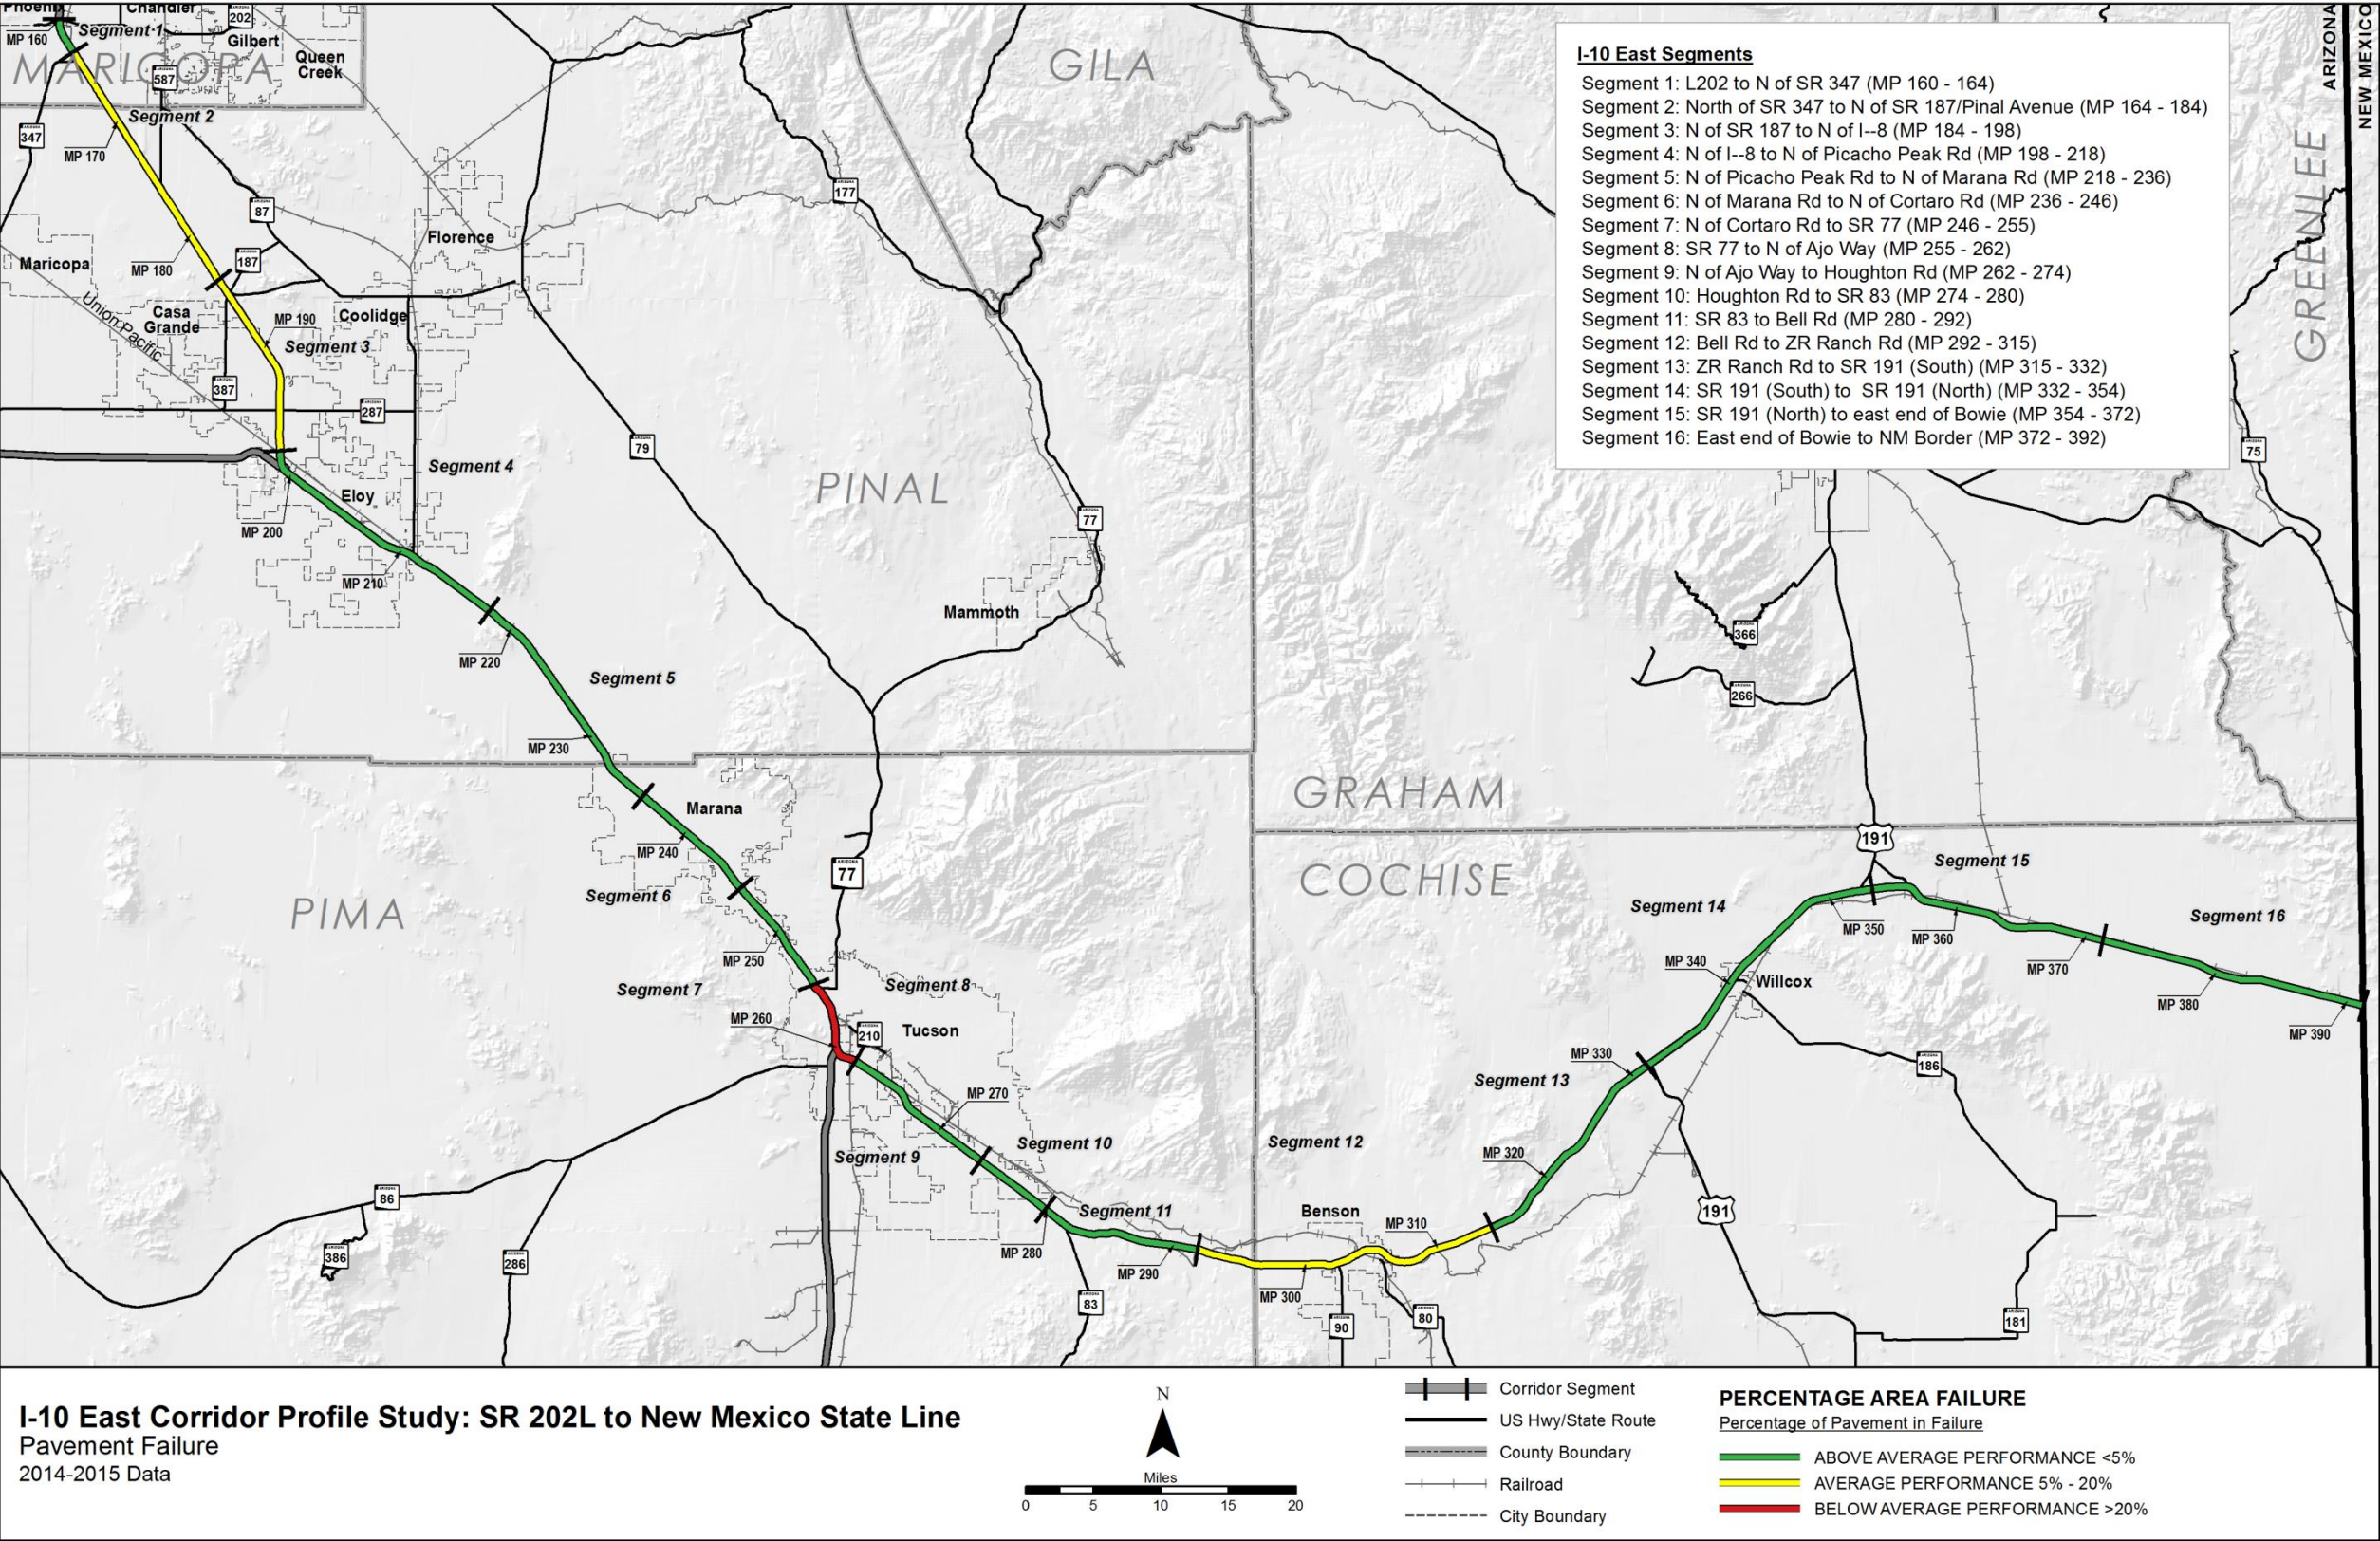 Phoenix
Chandler
202
MP 160
Segment 1
Gilbert
MARICOPA
Queen
Creek
587
GILA
347
Segment 2
MP 170
177
87
Florence
Maricopa
MP 180
187
Union Pacific
Casa
Grande
MP 190
Coolidge
Segment 3
387
287
79
Segment 4
PINAL
Eloy
MP 200
77
MP 210
Mammoth
MP 220
Segment 5
MP 230
I-10 East Segments
Segment 1: L202 to N of SR 347 (MP 160 - 164)
Segment 2: North of SR 347 to N of SR 187/Pinal Avenue (MP 164 - 184)
Segment 3: N of SR 187 to N of I--8 (MP 184 - 198)
Segment 4: N of I--8 to N of Picacho Peak Rd (MP 198 - 218)
Segment 5: N of Picacho Peak Rd to N of Marana Rd (MP 218 - 236)
Segment 6: N of Marana Rd to N of Cortaro Rd (MP 236 - 246)
Segment 7: N of Cortaro Rd to SR 77 (MP 246 - 255)
Segment 8: SR 77 to N of Ajo Way (MP 255 - 262)
Segment 9: N of Ajo Way to Houghton Rd (MP 262 - 274)
Segment 10: Houghton Rd to SR 83 (MP 274 - 280)
Segment 11: SR 83 to Bell Rd (MP 280 - 292)
Segment 12: Bell Rd to ZR Ranch Rd (MP 292 - 315)
Segment 13: ZR Ranch Rd to SR 191 (South) (MP 315 - 332)
Segment 14: SR 191 (South) to SR 191 (North) (MP 332 - 354)
Segment 15: SR 191 (North) to east end of Bowie (MP 354 - 372)
Segment 16: East end of Bowie to NM Border (MP 372 - 392)
ARIZONA
NEW MEXICO
GREENLEE
75
366
266
GRAHAM
Marana
MP 240
191
COCHISE
Segment 15
77
Segment 6
PIMA
Segment 14
Segment 16
MP 350
MP 360
MP 250
MP 340
MP 370
Segment 7
Segment 8
Willcox
MP 380
MP 260
210
Tucson
MP 390
MP 330
186
Segment 13
MP 270
Segment 10
Segment 12
Segment 9
MP 320
86
Segment 11
Benson
MP 310
191
386
286
MP 280
MP 290
MP 300
83
90
80
181
I-10 East Corridor Profile Study: SR 202L to New Mexico State Line
Pavement Failure
2014-2015 Data
N
Miles
0 5 10 15 20
Corridor Segment
US Hwy/State Route
County Boundary
Railroad
City Boundary
PERCENTAGE AREA FAILURE
Percentage of Pavement in Failure
ABOVE AVERAGE PERFORMANCE <5%
AVERAGE PERFORMANCE 5% - 20%
BELOW AVERAGE PERFORMANCE >20%